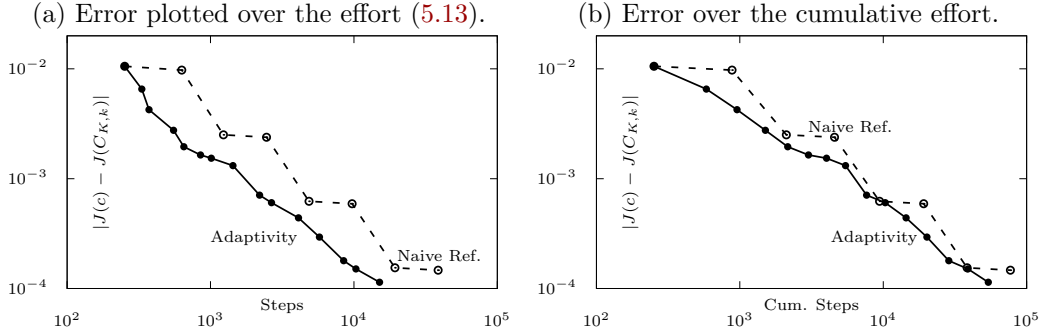 (a) Error plotted over the effort (5.13).
10^−2
10^−3
10^−4
|J(c) − J(C_{K,k})|
Adaptivity
Naive Ref.
Steps
10^2 10^3 10^4 10^5
(b) Error over the cumulative effort.
10^−2
10^−3
10^−4
|J(c) − J(C_{K,k})|
Naive Ref.
Adaptivity
Cum. Steps
10^2 10^3 10^4 10^5